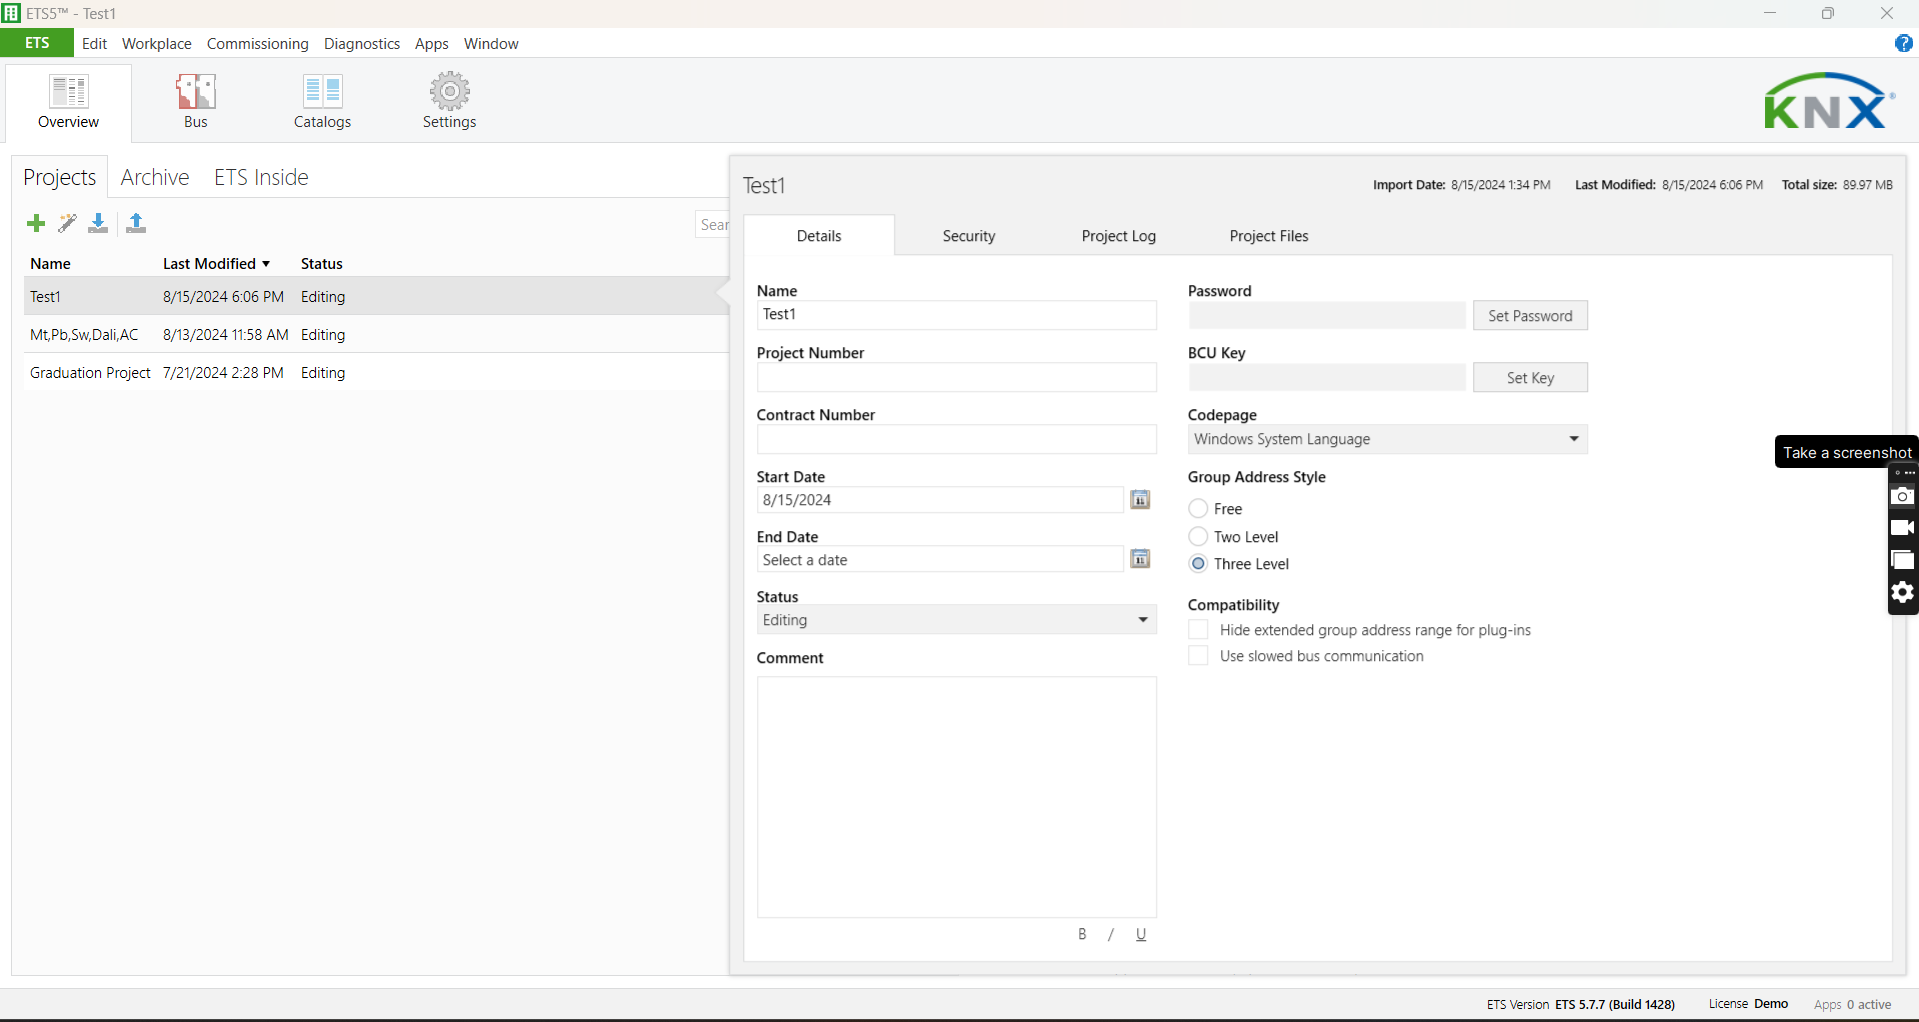 ETS5™ - Test1
ETS Edit Workplace Commissioning Diagnostics Apps Window
Overview Bus Catalogs Settings
KNX®
Projects Archive ETS Inside
Name Last Modified Status
Test1 8/15/2024 6:06 PM Editing
Mt,Pb,Sw,Dali,AC 8/13/2024 11:58 AM Editing
Graduation Project 7/21/2024 2:28 PM Editing
Sear
Test1
Import Date: 8/15/2024 1:34 PM Last Modified: 8/15/2024 6:06 PM Total size: 89.97 MB
Details Security Project Log Project Files
Name
Test1
Project Number
Contract Number
Start Date
8/15/2024
End Date
Select a date
Status
Editing
Comment
B / U
Password
Set Password
BCU Key
Set Key
Codepage
Windows System Language
Group Address Style
Free
Two Level
Three Level
Compatibility
Hide extended group address range for plug-ins
Use slowed bus communication
Take a screenshot
ETS Version ETS 5.7.7 (Build 1428) License Demo Apps 0 active